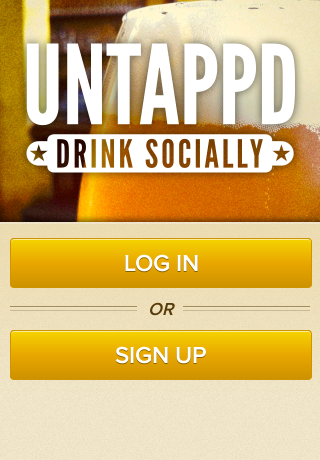 UNTAPPD
DRINK SOCIALLY
LOG IN
OR
SIGN UP